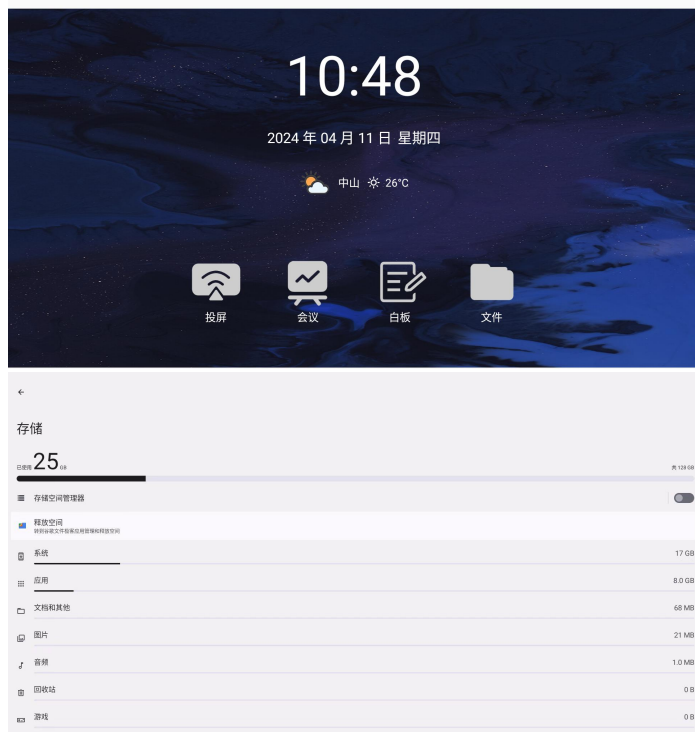 10:48
2024 年 04 月 11 日 星期四
中山 26°C
投屏 会议 白板 文件
存储
已使用 25 GB 共 128 GB
存储空间管理器
释放空间
系统 17 GB
应用 8.0 GB
文档和其他 68 MB
图片 21 MB
音频 1.0 MB
回收站 0 B
游戏 0 B